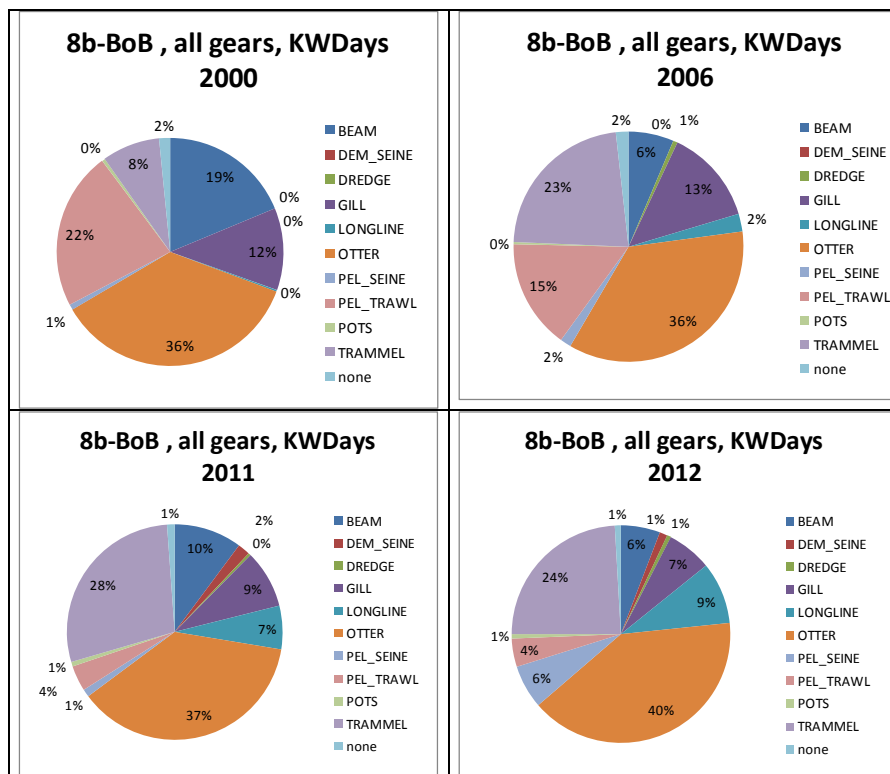 8b-BoB , all gears, KWDays
2000
2%
0%
8%
19%
0%
0%
22%
12%
0%
1%
36%
BEAM
DEM_SEINE
DREDGE
GILL
LONGLINE
OTTER
PEL_SEINE
PEL_TRAWL
POTS
TRAMMEL
none
8b-BoB , all gears, KWDays
2006
2%
0%
1%
6%
23%
13%
2%
0%
15%
36%
2%
BEAM
DEM_SEINE
DREDGE
GILL
LONGLINE
OTTER
PEL_SEINE
PEL_TRAWL
POTS
TRAMMEL
none
8b-BoB , all gears, KWDays
2011
1%
2%
0%
10%
28%
9%
7%
1%
4%
1%
37%
BEAM
DEM_SEINE
DREDGE
GILL
LONGLINE
OTTER
PEL_SEINE
PEL_TRAWL
POTS
TRAMMEL
none
8b-BoB , all gears, KWDays
2012
1%
1%
1%
6%
7%
24%
9%
1%
4%
6%
40%
BEAM
DEM_SEINE
DREDGE
GILL
LONGLINE
OTTER
PEL_SEINE
PEL_TRAWL
POTS
TRAMMEL
none